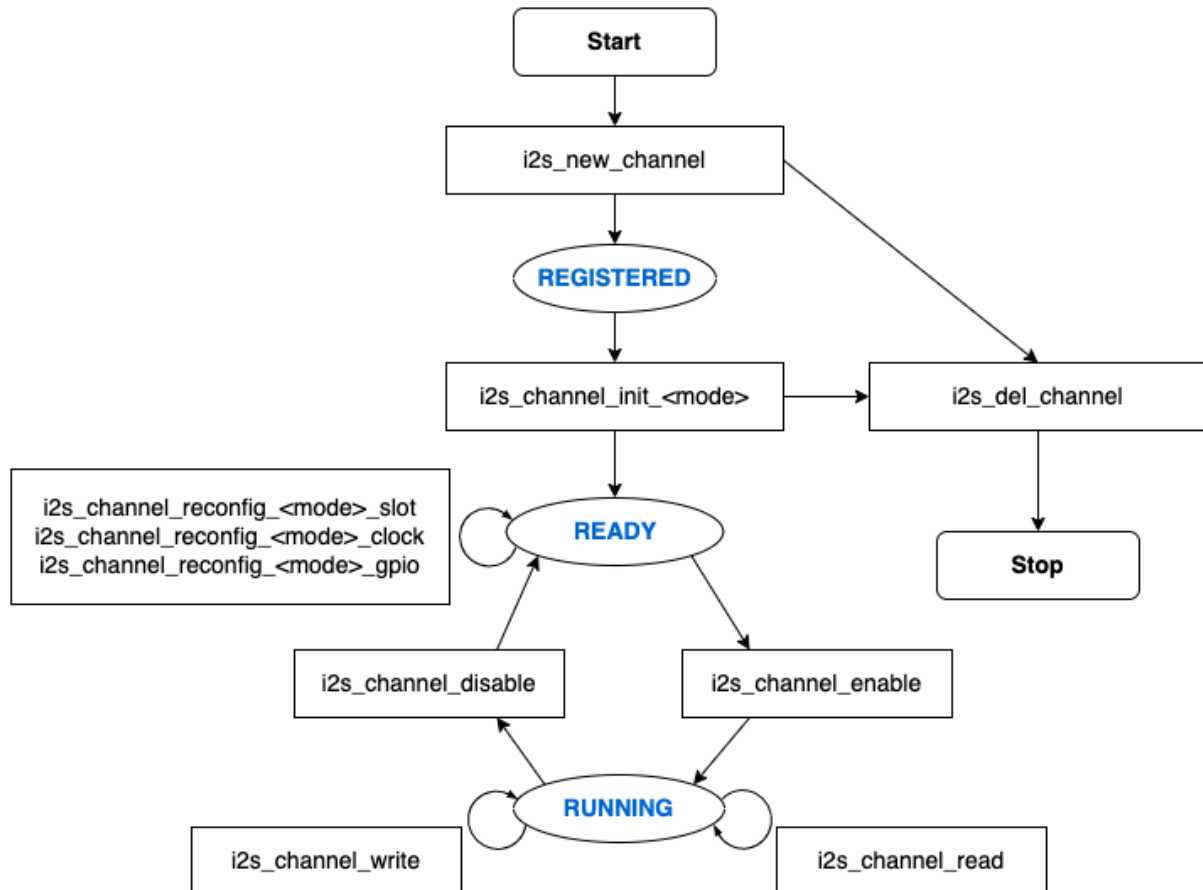 Start
i2s_new_channel
REGISTERED
i2s_channel_init_<mode>
i2s_del_channel
i2s_channel_reconfig_<mode>_slot
i2s_channel_reconfig_<mode>_clock
i2s_channel_reconfig_<mode>_gpio
READY
Stop
i2s_channel_disable
i2s_channel_enable
RUNNING
i2s_channel_write
i2s_channel_read